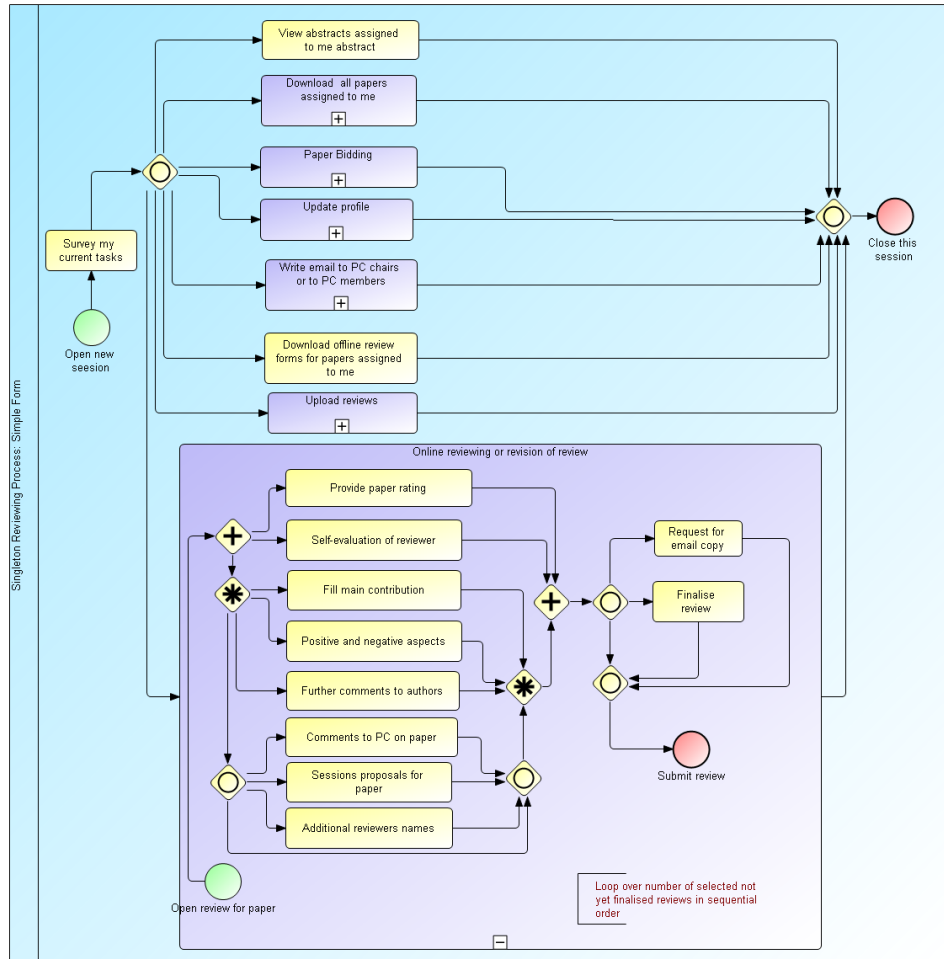 Singleton Reviewing Process: Simple Form
View abstracts assigned
to me abstract
Download all papers
assigned to me
Paper Bidding
Update profile
Survey my
current tasks
Close this
session
Write email to PC chairs
or to PC members
Open new
seesion
Download offline review
forms for papers assigned
to me
Upload reviews
Online reviewing or revision of review
Provide paper rating
Self-evaluation of reviewer
Request for
email copy
Fill main contribution
Finalise
review
Positive and negative aspects
Further comments to authors
Comments to PC on paper
Sessions proposals for
paper
Submit review
Additional reviewers names
Open review for paper
Loop over number of selected not
yet finalised reviews in sequential
order